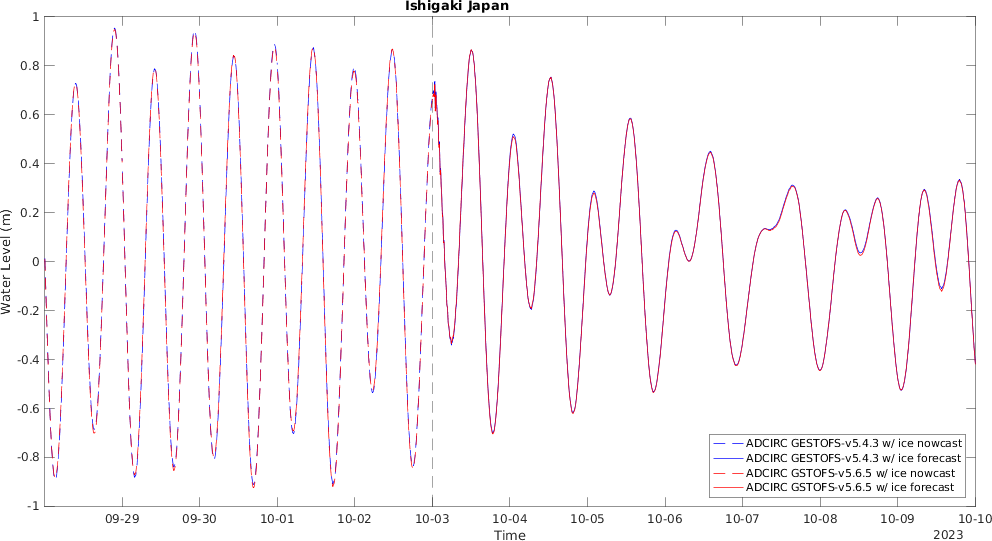 Ishigaki Japan
Water Level (m)
1
0.8
0.6
0.4
0.2
0
-0.2
-0.4
-0.6
-0.8
-1
ADCIRC GESTOFS-v5.4.3 w/ ice nowcast
ADCIRC GESTOFS-v5.4.3 w/ ice forecast
ADCIRC GSTOFS-v5.6.5 w/ ice nowcast
ADCIRC GSTOFS-v5.6.5 w/ ice forecast
09-29 09-30 10-01 10-02 10-03 10-04 10-05 10-06 10-07 10-08 10-09 10-10
Time
2023